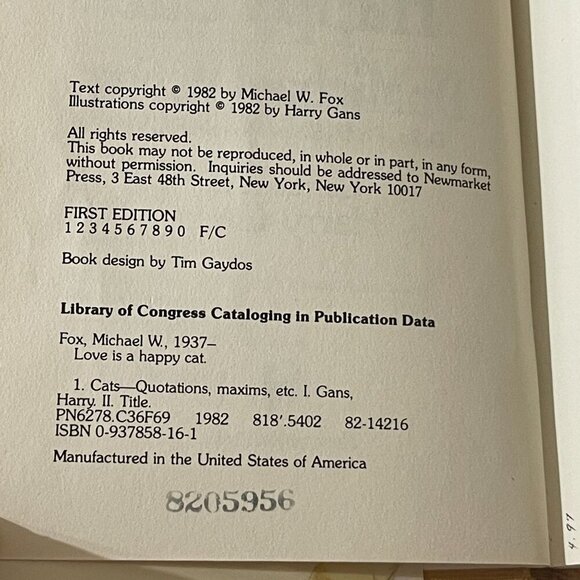 Text copyright © 1982 by Michael W. Fox
Illustrations copyright © 1982 by Harry Gans
All rights reserved.
This book may not be reproduced, in whole or in part, in any form,
without permission. Inquiries should be addressed to Newmarket
Press, 3 East 48th Street, New York, New York 10017
FIRST EDITION
1 2 3 4 5 6 7 8 9 0 F/C
Book design by Tim Gaydos
Library of Congress Cataloging in Publication Data
Fox, Michael W., 1937–
Love is a happy cat.
1. Cats—Quotations, maxims, etc. I. Gans,
Harry. II. Title.
PN6278.C36F69 1982 818'.5402 82-14216
ISBN 0-937858-16-1
Manufactured in the United States of America
8205956
4.97